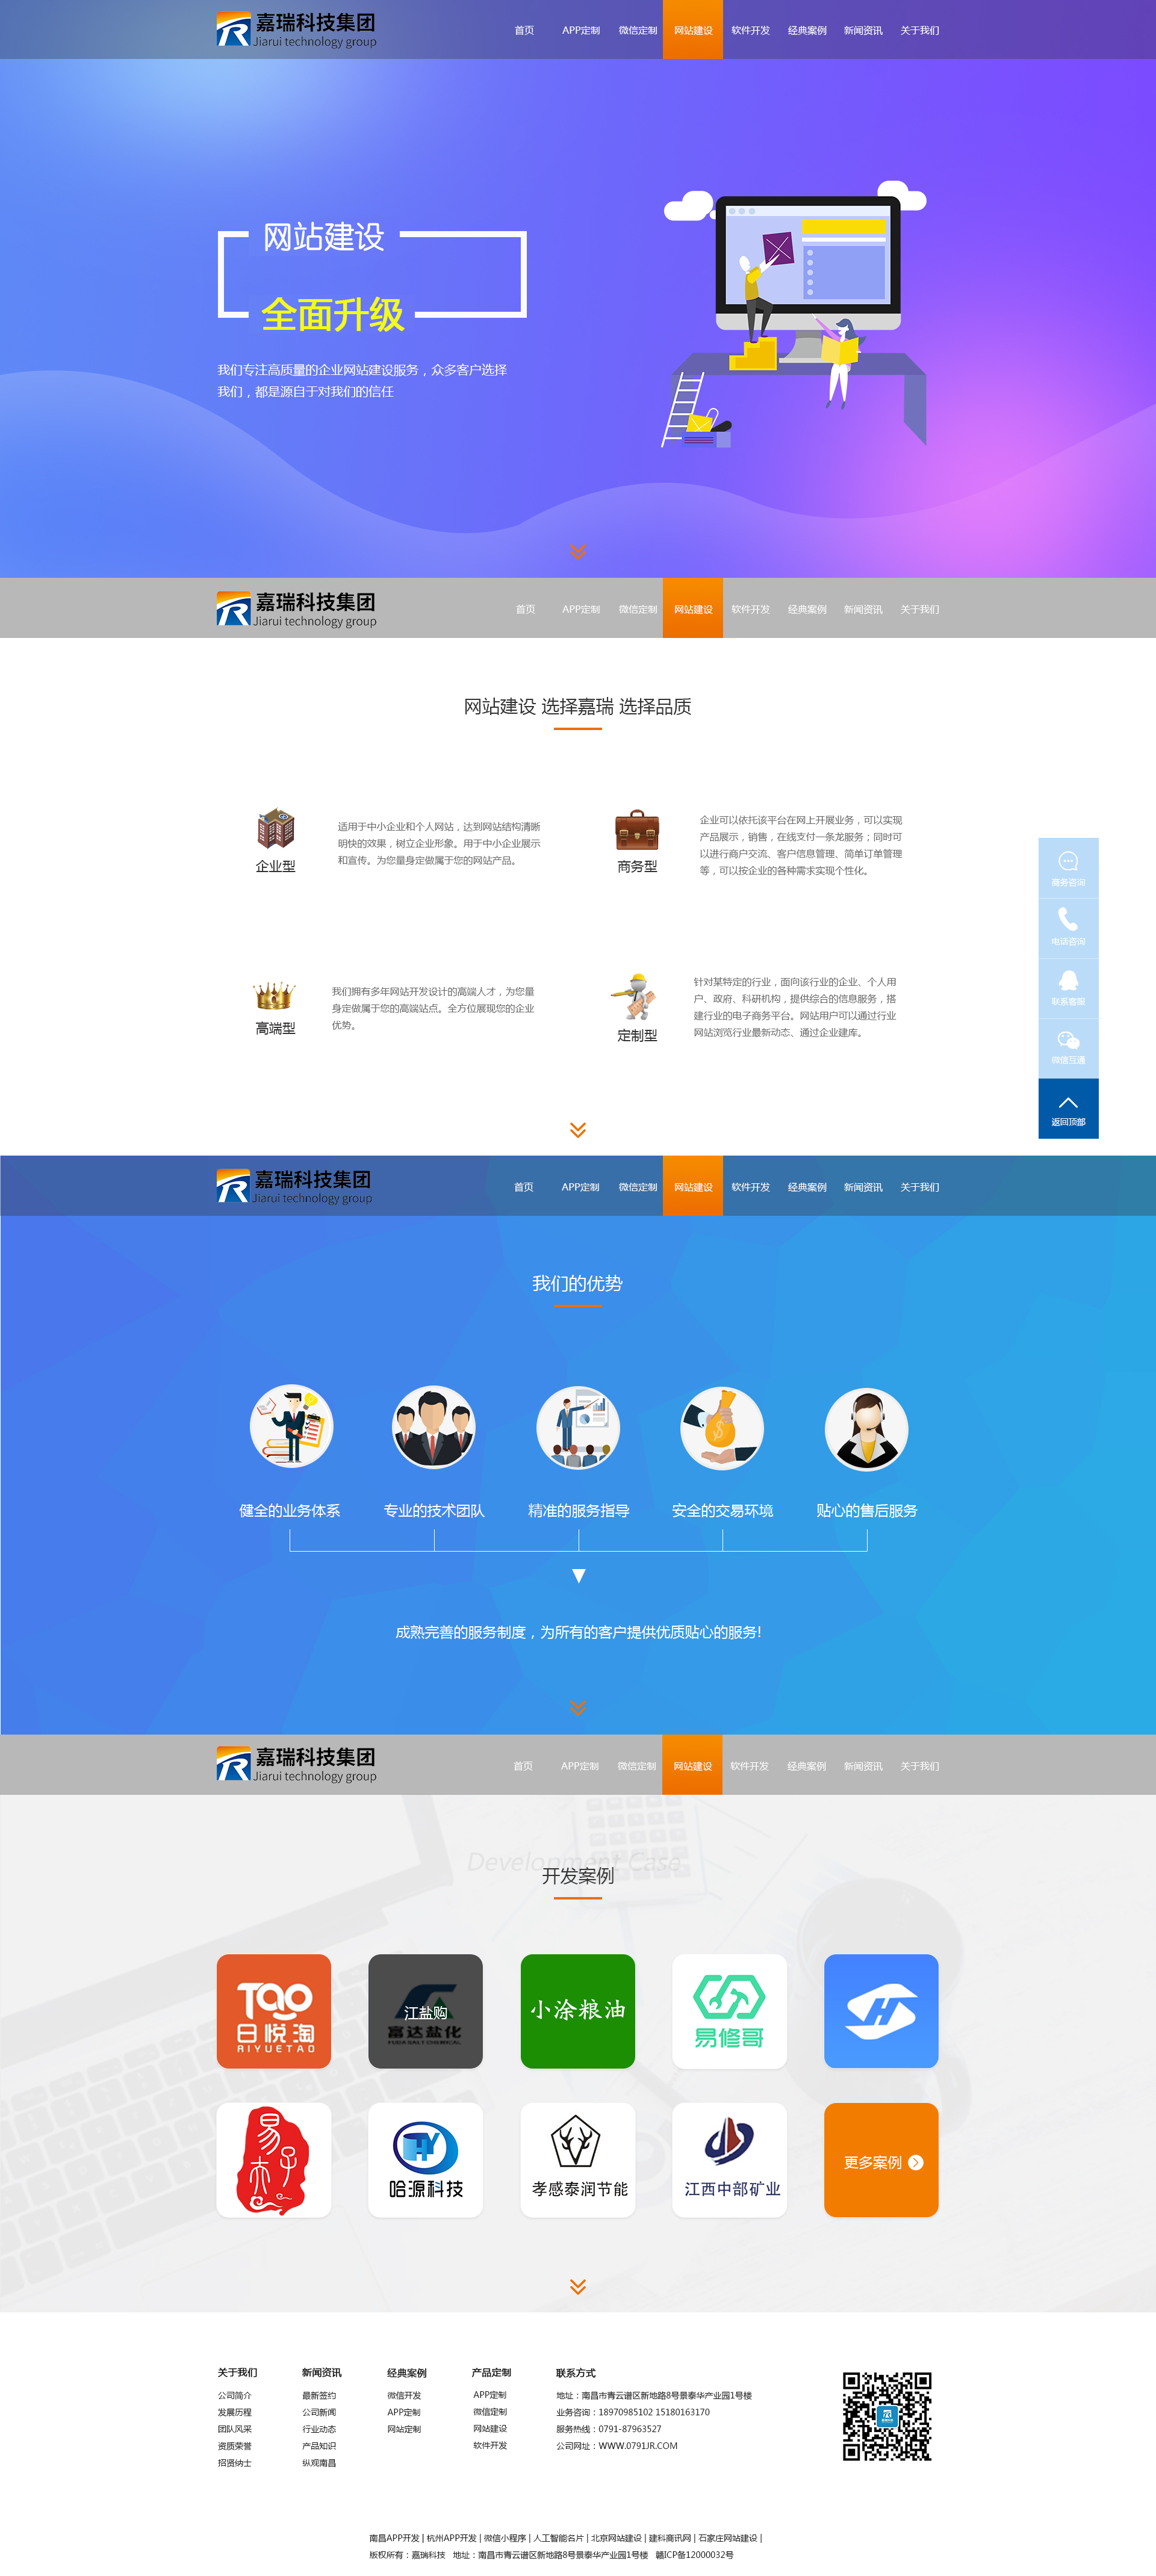 嘉瑞科技集团
Jiarui technology group
首页 APP定制 微信定制 网站建设 软件开发 经典案例 新闻资讯 关于我们
网站建设
全面升级
我们专注高质量的企业网站建设服务，众多客户选择
我们，都是源自于对我们的信任
嘉瑞科技集团
Jiarui technology group
首页 APP定制 微信定制 网站建设 软件开发 经典案例 新闻资讯 关于我们
网站建设 选择嘉瑞 选择品质
企业型
适用于中小企业和个人网站，达到网站结构清晰
明快的效果，树立企业形象。用于中小企业展示
和宣传。为您量身定做属于您的网站产品。
商务型
企业可以依托该平台在网上开展业务，可以实现
产品展示，销售，在线支付一条龙服务；同时可
以进行商户交流、客户信息管理、简单订单管理
等，可以按企业的各种需求实现个性化。
高端型
我们拥有多年网站开发设计的高端人才，为您量
身定做属于您的高端站点。全方位展现您的企业
优势。
定制型
针对某特定的行业，面向该行业的企业、个人用
户、政府、科研机构，提供综合的信息服务，搭
建行业的电子商务平台。网站用户可以通过行业
网站浏览行业最新动态、通过企业建库。
商务咨询
电话咨询
联系客服
微信互通
返回顶部
嘉瑞科技集团
Jiarui technology group
首页 APP定制 微信定制 网站建设 软件开发 经典案例 新闻资讯 关于我们
我们的优势
健全的业务体系 专业的技术团队 精准的服务指导 安全的交易环境 贴心的售后服务
成熟完善的服务制度，为所有的客户提供优质贴心的服务!
嘉瑞科技集团
Jiarui technology group
首页 APP定制 微信定制 网站建设 软件开发 经典案例 新闻资讯 关于我们
Development Case
开发案例
TAO
日悦淘
RIYUETAO
江盐购
富达盐化
FUDA SALT CHEMICAL
小涂粮油
易修哥
H
易子赤
HY
哈源科技
孝感泰润节能
江西中部矿业
更多案例
关于我们
公司简介
发展历程
团队风采
资质荣誉
招贤纳士
新闻资讯
最新签约
公司新闻
行业动态
产品知识
纵观南昌
经典案例
微信开发
APP定制
网站定制
产品定制
APP定制
微信定制
网站建设
软件开发
联系方式
地址：南昌市青云谱区新地路8号景泰华产业园1号楼
业务咨询：18970985102 15180163170
服务热线：0791-87963527
公司网址：WWW.0791JR.COM
南昌APP开发 | 杭州APP开发 | 微信小程序 | 人工智能名片 | 北京网站建设 | 建科商讯网 | 石家庄网站建设 |
版权所有：嘉瑞科技 地址：南昌市青云谱区新地路8号景泰华产业园1号楼 赣ICP备12000032号